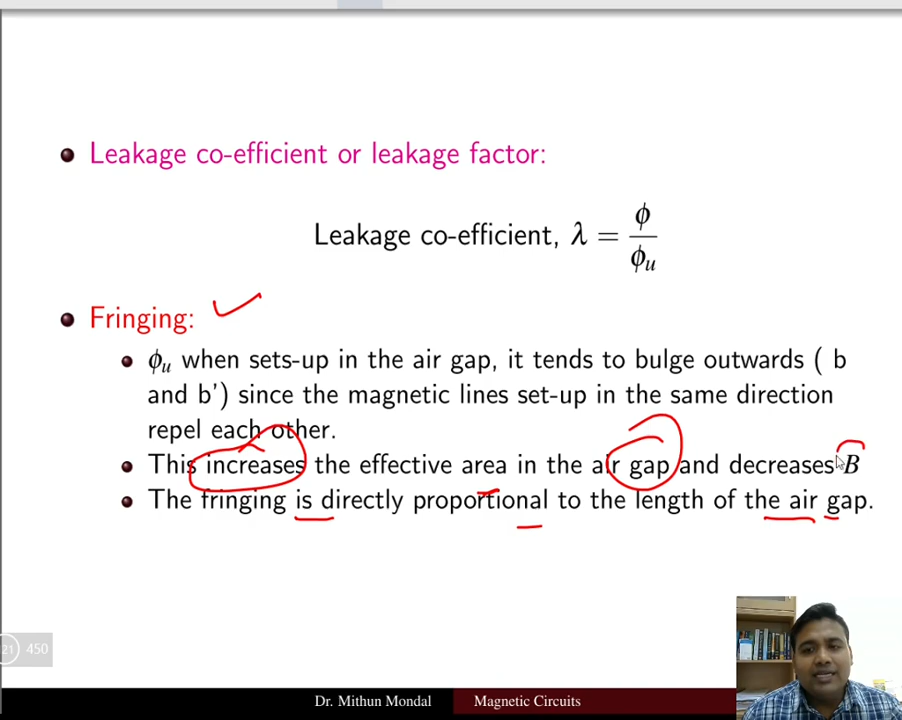 Leakage co-efficient or leakage factor:
Leakage co-efficient, λ = ϕ / ϕu
Fringing:
ϕu when sets-up in the air gap, it tends to bulge outwards ( b
and b') since the magnetic lines set-up in the same direction
repel each other.
This increases the effective area in the air gap and decreases B
The fringing is directly proportional to the length of the air gap.
21 450
Dr. Mithun Mondal Magnetic Circuits